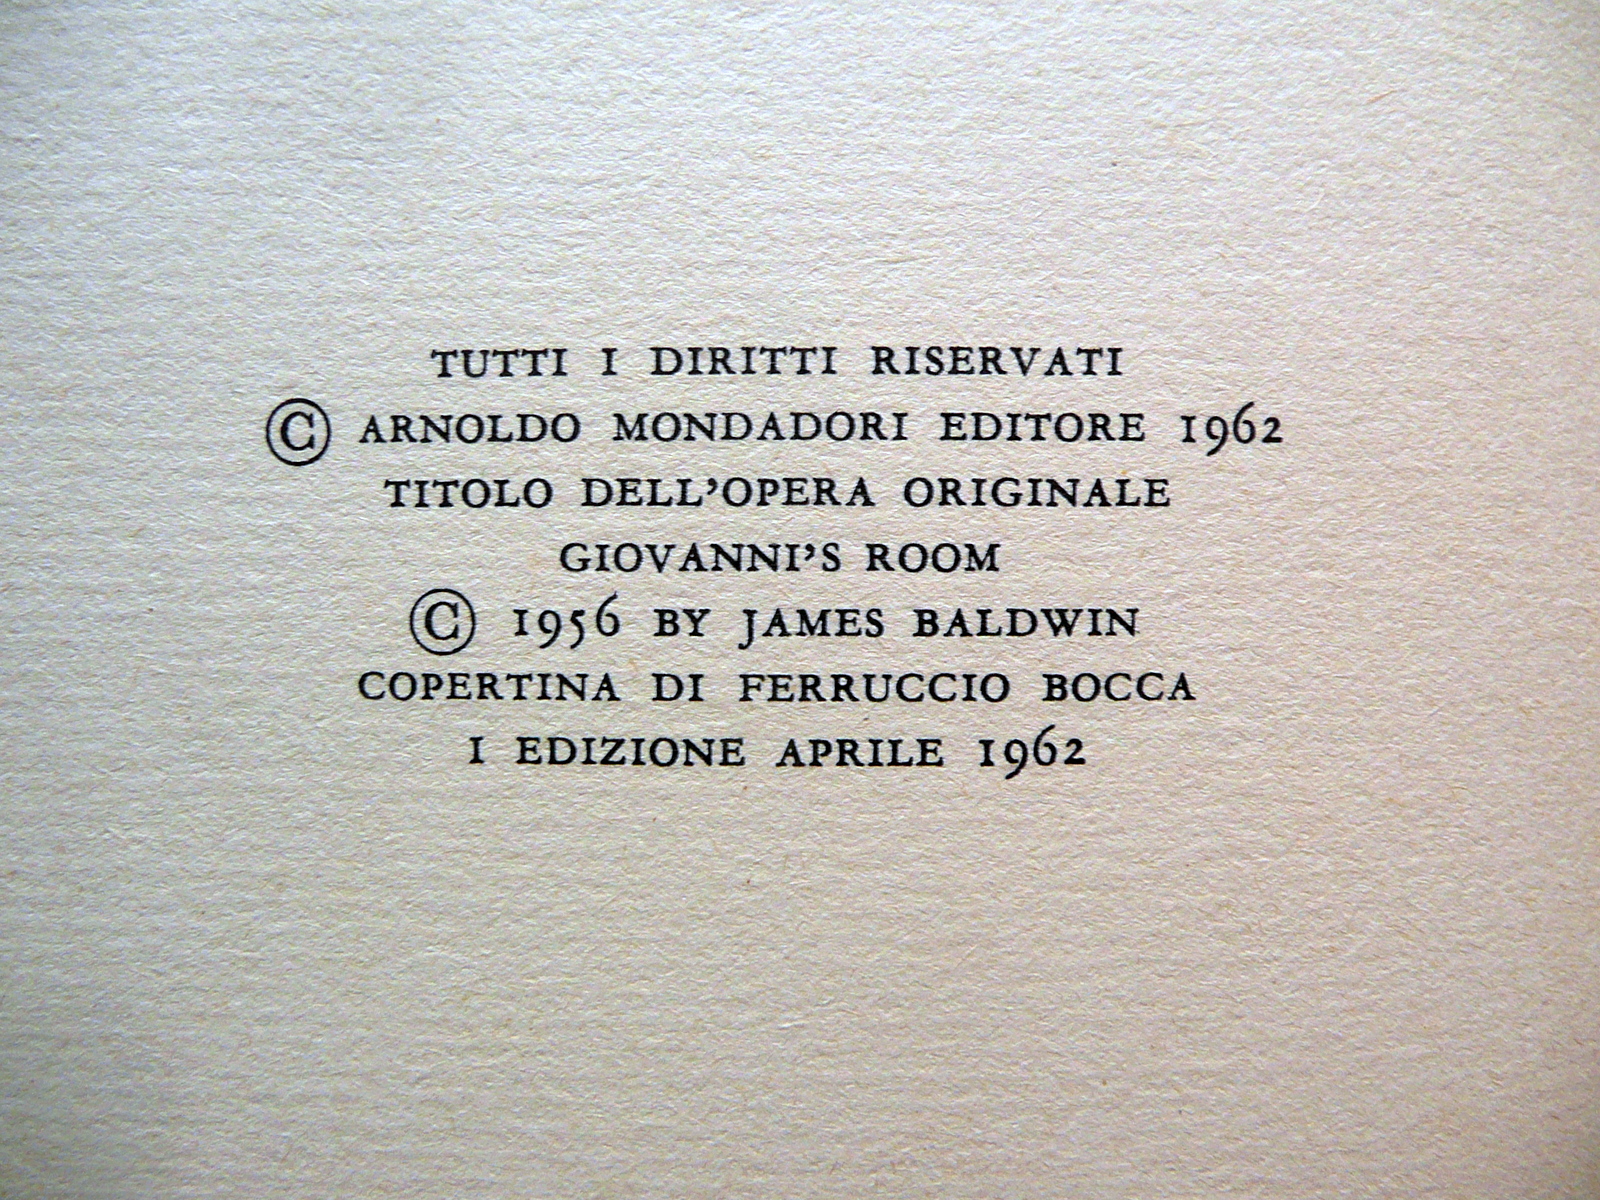 TUTTI I DIRITTI RISERVATI
© ARNOLDO MONDADORI EDITORE 1962
TITOLO DELL'OPERA ORIGINALE
GIOVANNI'S ROOM
© 1956 BY JAMES BALDWIN
COPERTINA DI FERRUCCIO BOCCA
I EDIZIONE APRILE 1962